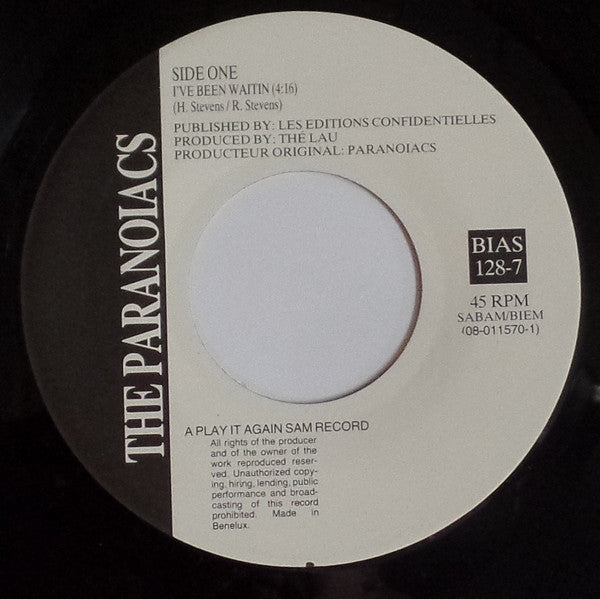 THE PARANOIACS
SIDE ONE
I'VE BEEN WAITIN (4:16)
(H. Stevens / R. Stevens)
PUBLISHED BY: LES EDITIONS CONFIDENTIELLES
PRODUCED BY: THÉ LAU
PRODUCTEUR ORIGINAL: PARANOIACS
BIAS
128-7
45 RPM
SABAM/BIEM
(08-011570-1)
A PLAY IT AGAIN SAM RECORD
All rights of the producer
and of the owner of the
work reproduced reser-
ved. Unauthorized copy-
ing, hiring, lending, public
performance and broad-
casting of this record
prohibited. Made in
Benelux.